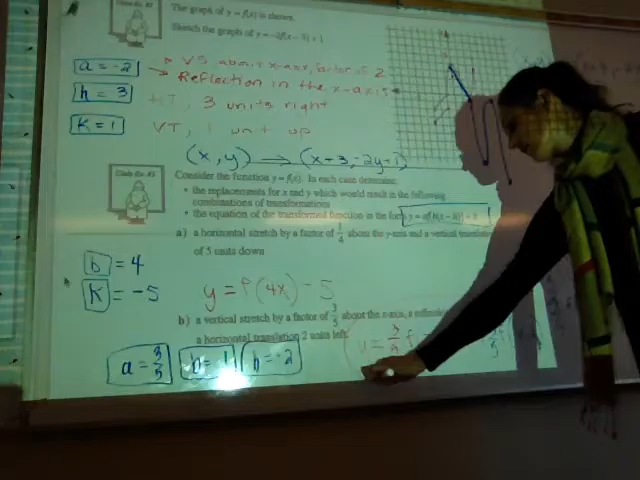 The graph of y = f(x) is shown.
Sketch the graph of y = -2f(x - 3) + 1
a = -2 → VS about x-axis, factor of 2
→ Reflection in the x-axis
h = 3 HT, 3 units right
K = 1 VT, 1 unit up
(x, y) → (x+3, -2y+1)
Consider the function y = f(x). In each case determine:
• the replacements for x and y which would result in the following
combinations of transformations
• the equation of the transformed function in the form y = af[b(x - h)] + k
a) a horizontal stretch by a factor of 1/4 about the y-axis and a vertical
of 5 units down
b = 4
K = -5 y = f(4x) - 5
b) a vertical stretch by a factor of 3/5 about the x-axis, a
a horizontal translation 2 units left
a = 3/5 h = -2